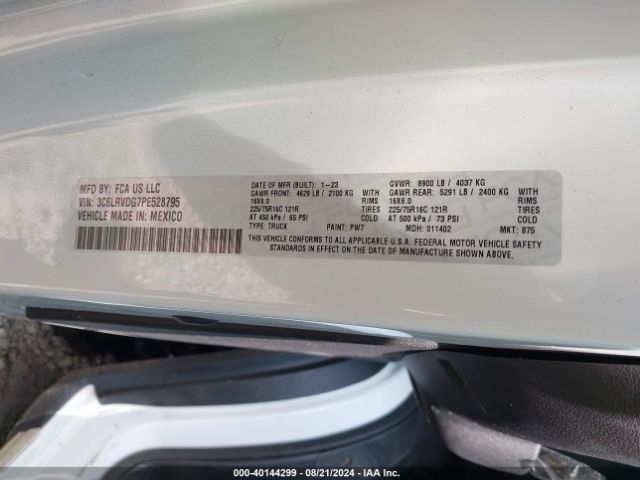 MFD BY: FCA US LLC
VIN: 3C6LRVDG7PE528795
VEHICLE MADE IN: MEXICO
DATE OF MFR (BUILT): 1-23
GVWR: 8900 LB / 4037 KG
GAWR FRONT: 4629 LB / 2100 KG
GAWR REAR: 5291 LB / 2400 KG
16X6.0 RIMS 16X6.0 RIMS
225/75R16C 121R TIRES 225/75R16C 121R TIRES
AT 450 kPa / 65 PSI COLD AT 500 kPa / 73 PSI COLD
TYPE: TRUCK PAINT: PW7 MDH: 011402 MKT: 875
THIS VEHICLE CONFORMS TO ALL APPLICABLE U.S.A. FEDERAL MOTOR VEHICLE SAFETY
STANDARDS IN EFFECT ON THE DATE OF MANUFACTURE SHOWN ABOVE.
000-40144299 - 08/21/2024 - IAA Inc.